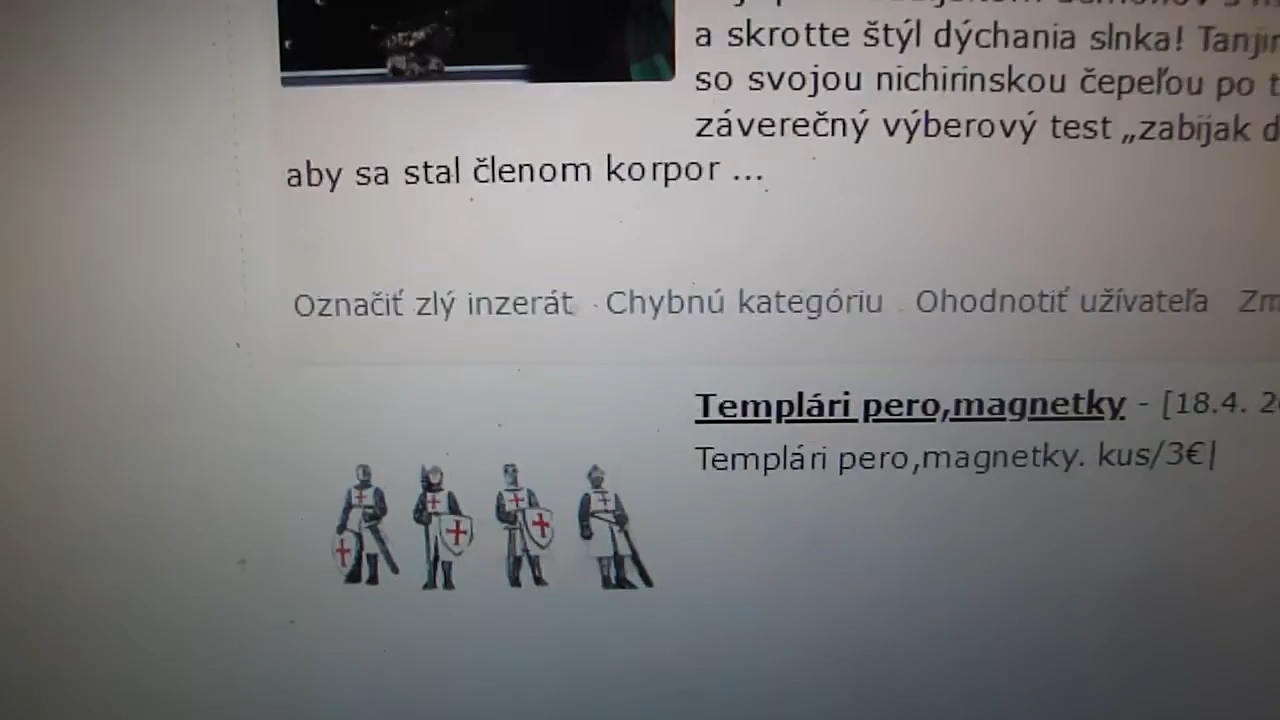 a skrotte štýl dýchania slnka!
so svojou nichirinskou čepeľou po
záverečný výberový test „zabijak
aby sa stal členom korpor ...
Označiť zlý inzerát · Chybnú kategóriu . Ohodnotiť užívateľa
Templári pero,magnetky - [18.4.
Templári pero,magnetky. kus/3€|